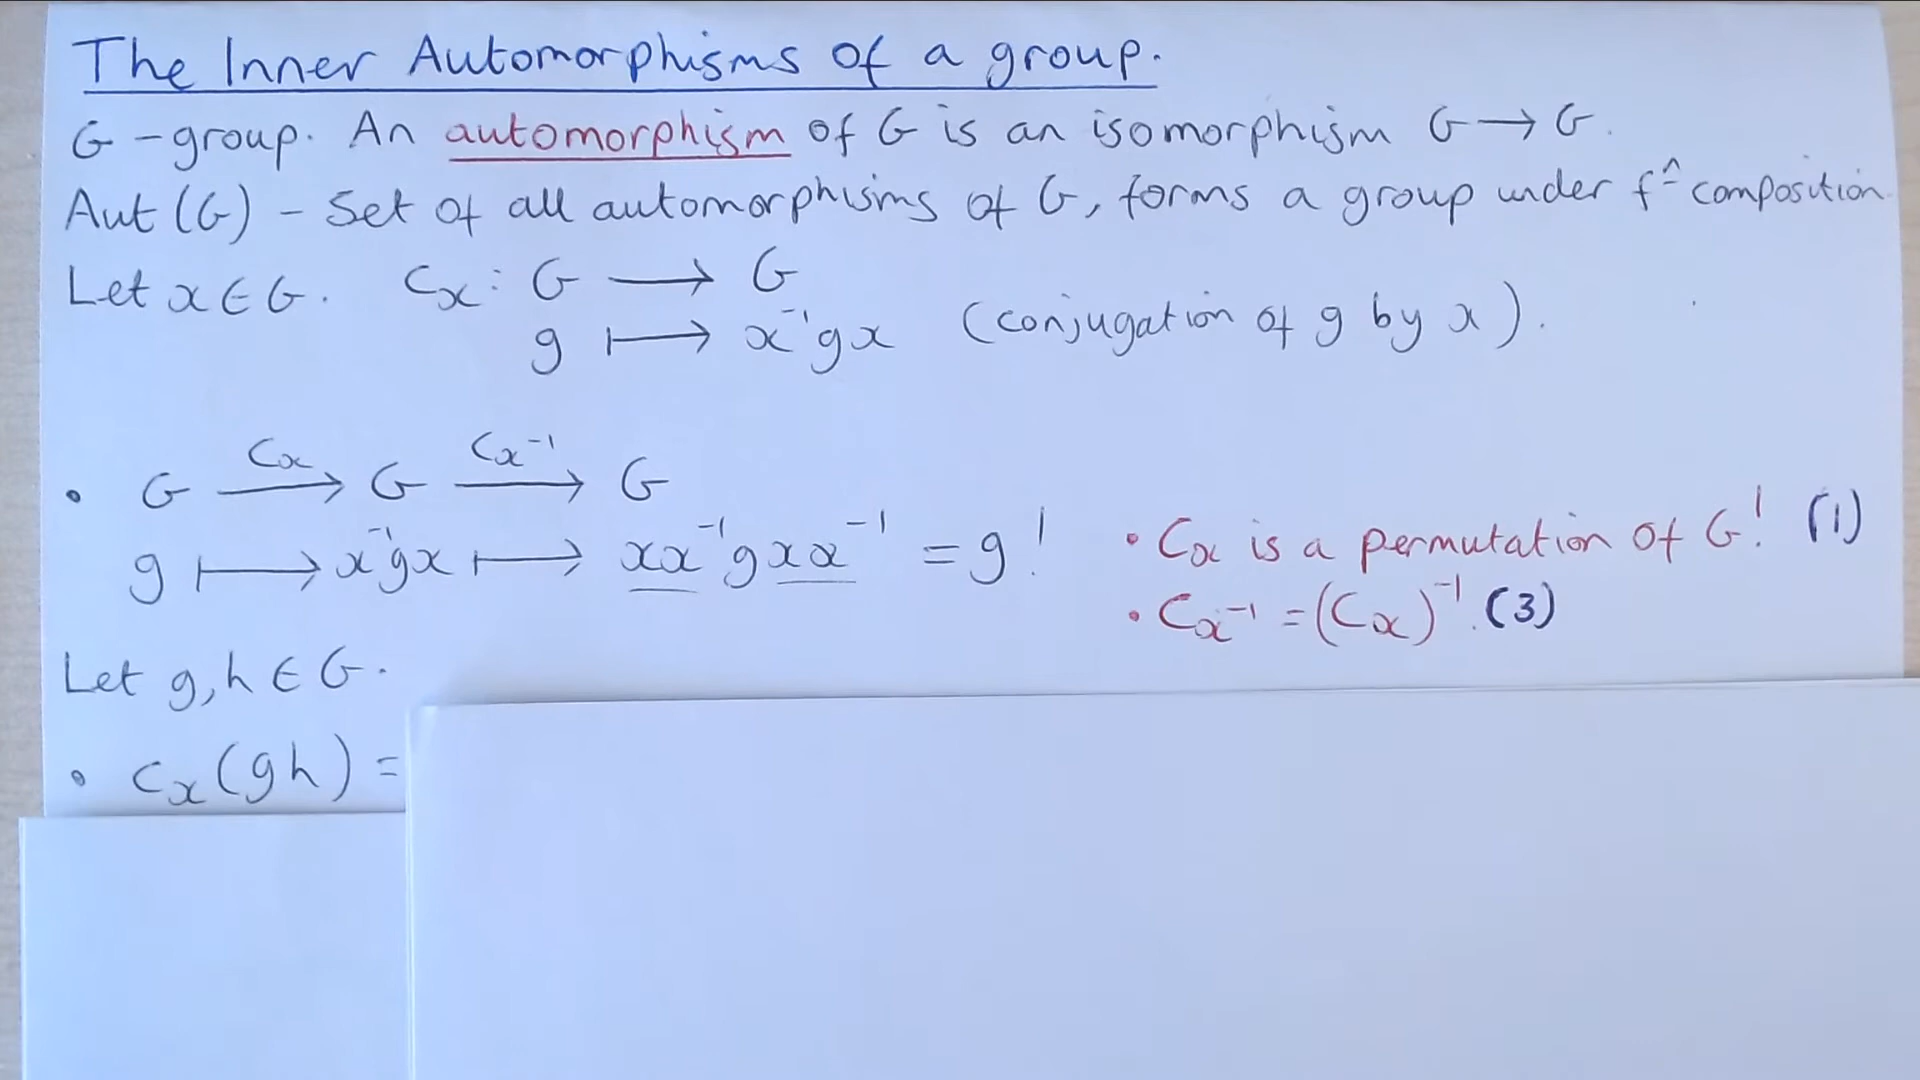 The Inner Automorphisms of a group.
G - group. An automorphism of G is an isomorphism G → G.
Aut (G) - Set of all automorphisms of G, forms a group under fⁿ composition
Let x ∈ G. Cₓ : G ⟶ G
g ⟼ x⁻¹gx (conjugation of g by x).
• G —Cₓ→ G —Cₓ⁻¹→ G
g ⟼ x⁻¹gx ⟼ xx⁻¹gxx⁻¹ = g!
• Cₓ is a permutation of G! (1)
• Cₓ⁻¹ = (Cₓ)⁻¹. (3)
Let g,h ∈ G.
• Cₓ(gh) =